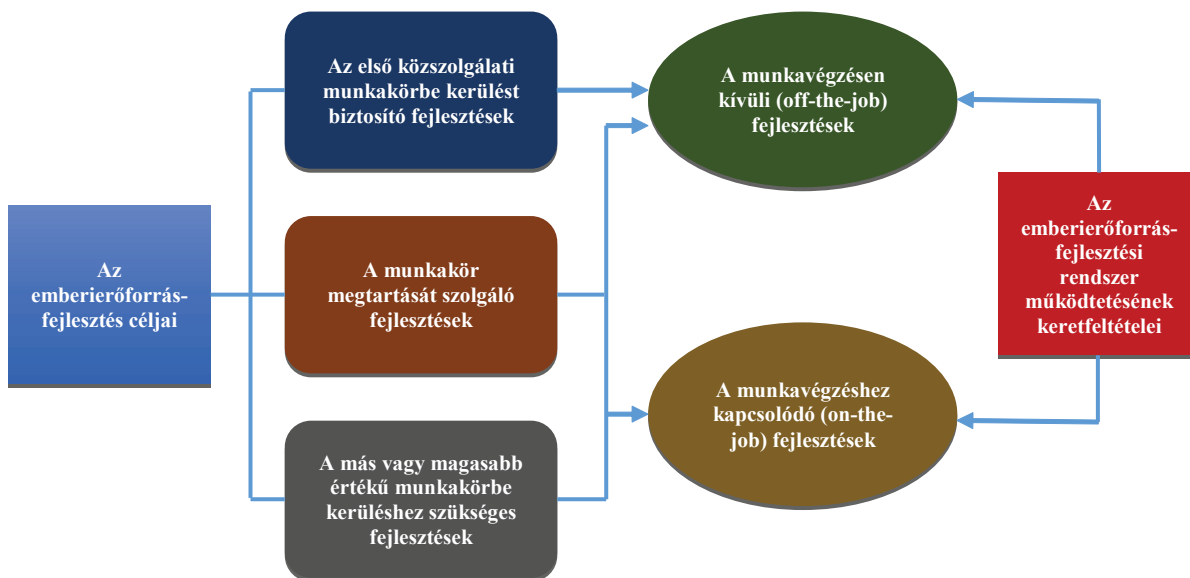 Az
emberierőforrás-
fejlesztés céljai
Az első közszolgálati
munkakörbe kerülést
biztosító fejlesztések
A munkakör
megtartását szolgáló
fejlesztések
A más vagy magasabb
értékű munkakörbe
kerüléshez szükséges
fejlesztések
A munkavégzésen
kívüli (off-the-job)
fejlesztések
A munkavégzéshez
kapcsolódó (on-the-
job) fejlesztések
Az
emberierőforrás-
fejlesztési
rendszer
működtetésének
keretfeltételei